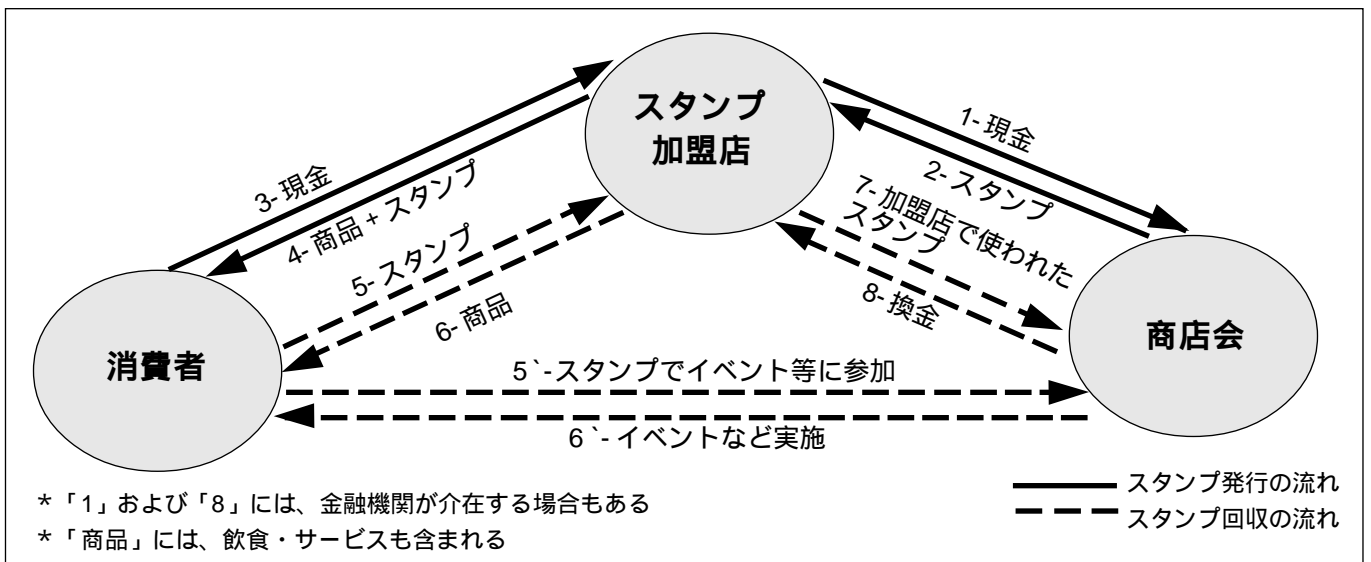 スタンプ
加盟店
1-現金
2-スタンプ
3-現金
4-商品+スタンプ
7-加盟店で使われた
スタンプ
5-スタンプ
6-商品
8-換金
消費者
商店会
5`-スタンプでイベント等に参加
6`-イベントなど実施
＊「1」および「8」には、金融機関が介在する場合もある
＊「商品」には、飲食・サービスも含まれる
スタンプ発行の流れ
スタンプ回収の流れ